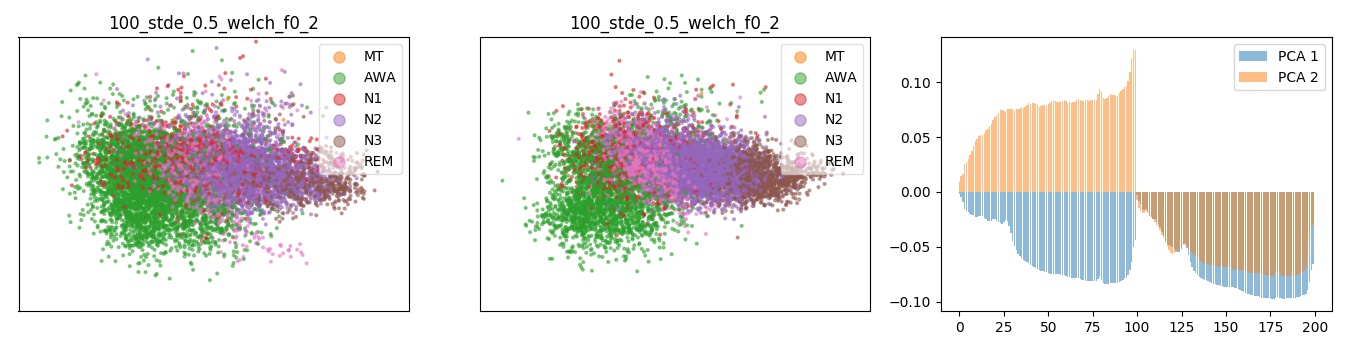 100_stde_0.5_welch_f0_2
MT
AWA
N1
N2
N3
REM
100_stde_0.5_welch_f0_2
MT
AWA
N1
N2
N3
REM
PCA 1
PCA 2
0.10
0.05
0.00
−0.05
−0.10
0 25 50 75 100 125 150 175 200